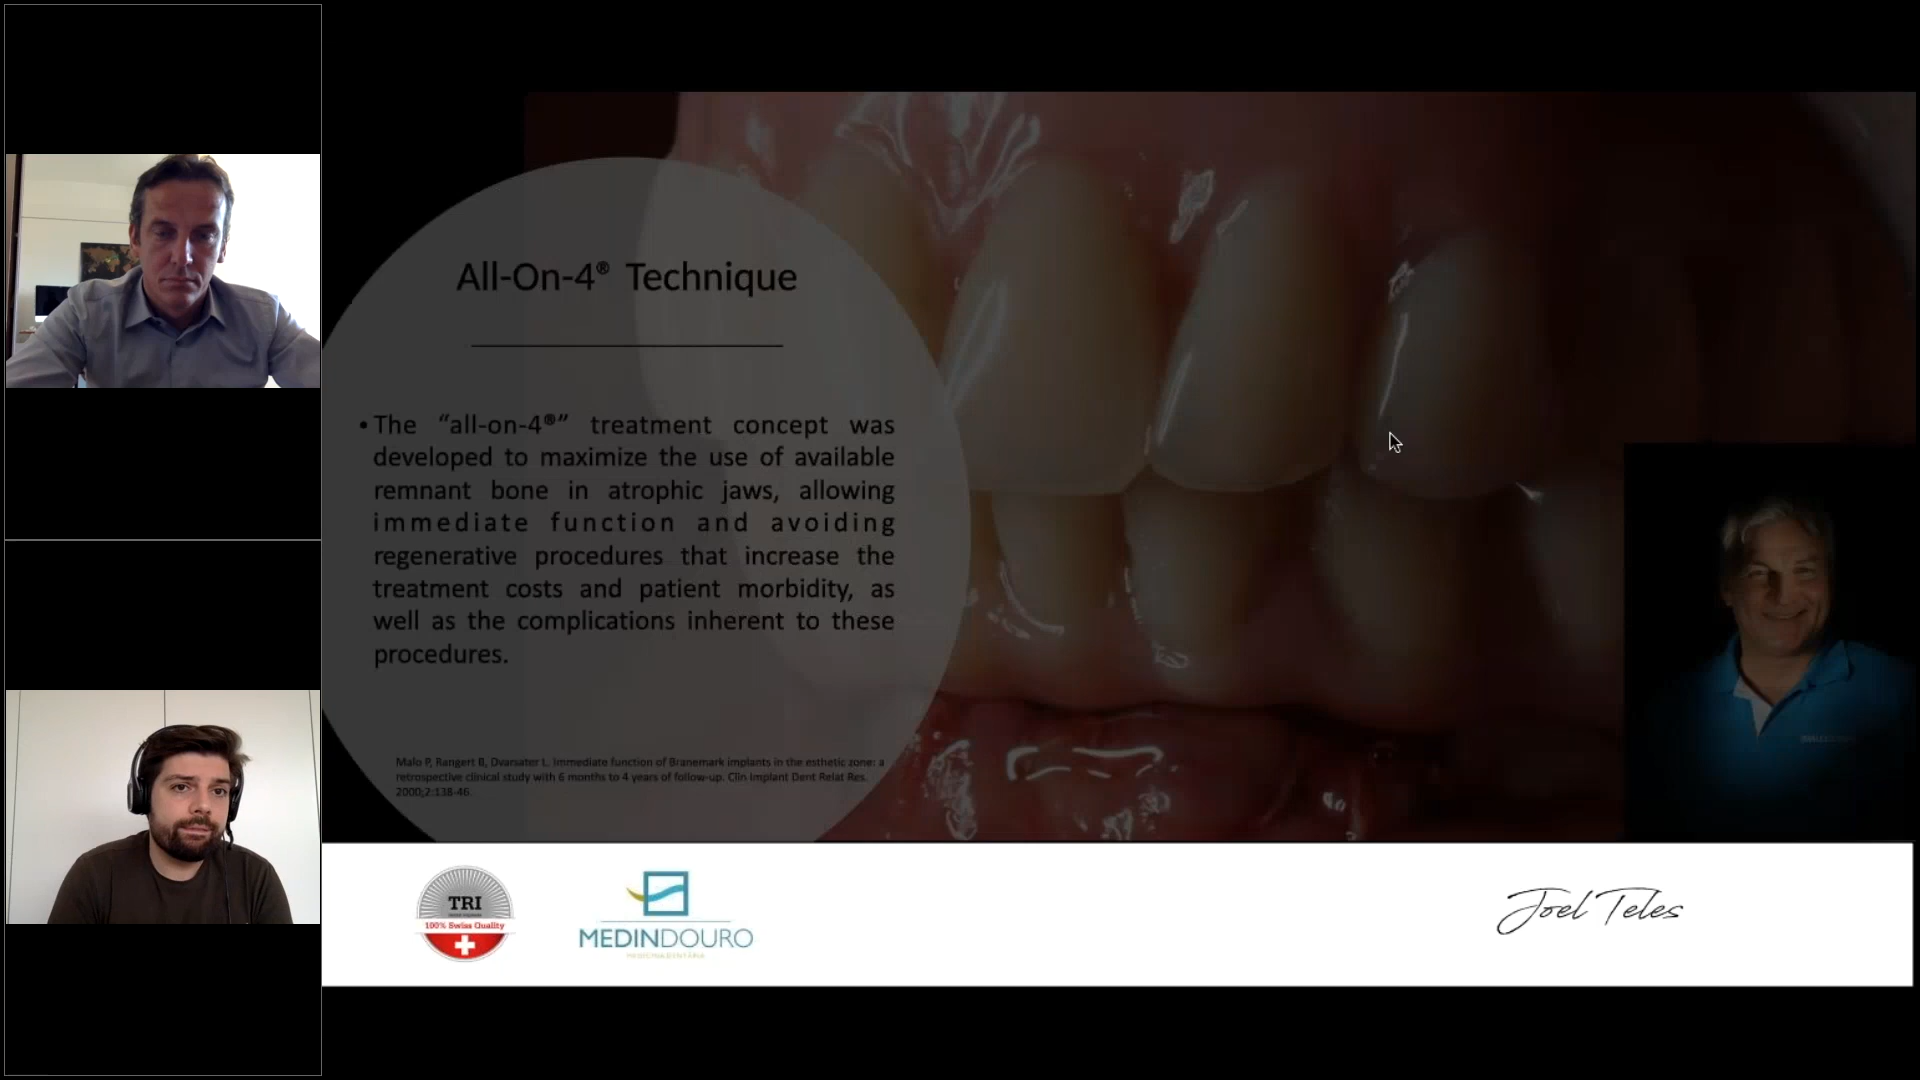 All-On-4® Technique
• The “all-on-4®” treatment concept was
developed to maximize the use of available
remnant bone in atrophic jaws, allowing
immediate function and avoiding
regenerative procedures that increase the
treatment costs and patient morbidity, as
well as the complications inherent to these
procedures.
Malo P, Rangert B, Dvarsater L. Immediate function of Branemark implants in the esthetic zone: a
retrospective clinical study with 6 months to 4 years of follow-up. Clin Implant Dent Relat Res.
2000;2:138-46.
TRI
100% Swiss Quality
MEDINDOURO
MEDICINA DENTÁRIA
Joel Teles